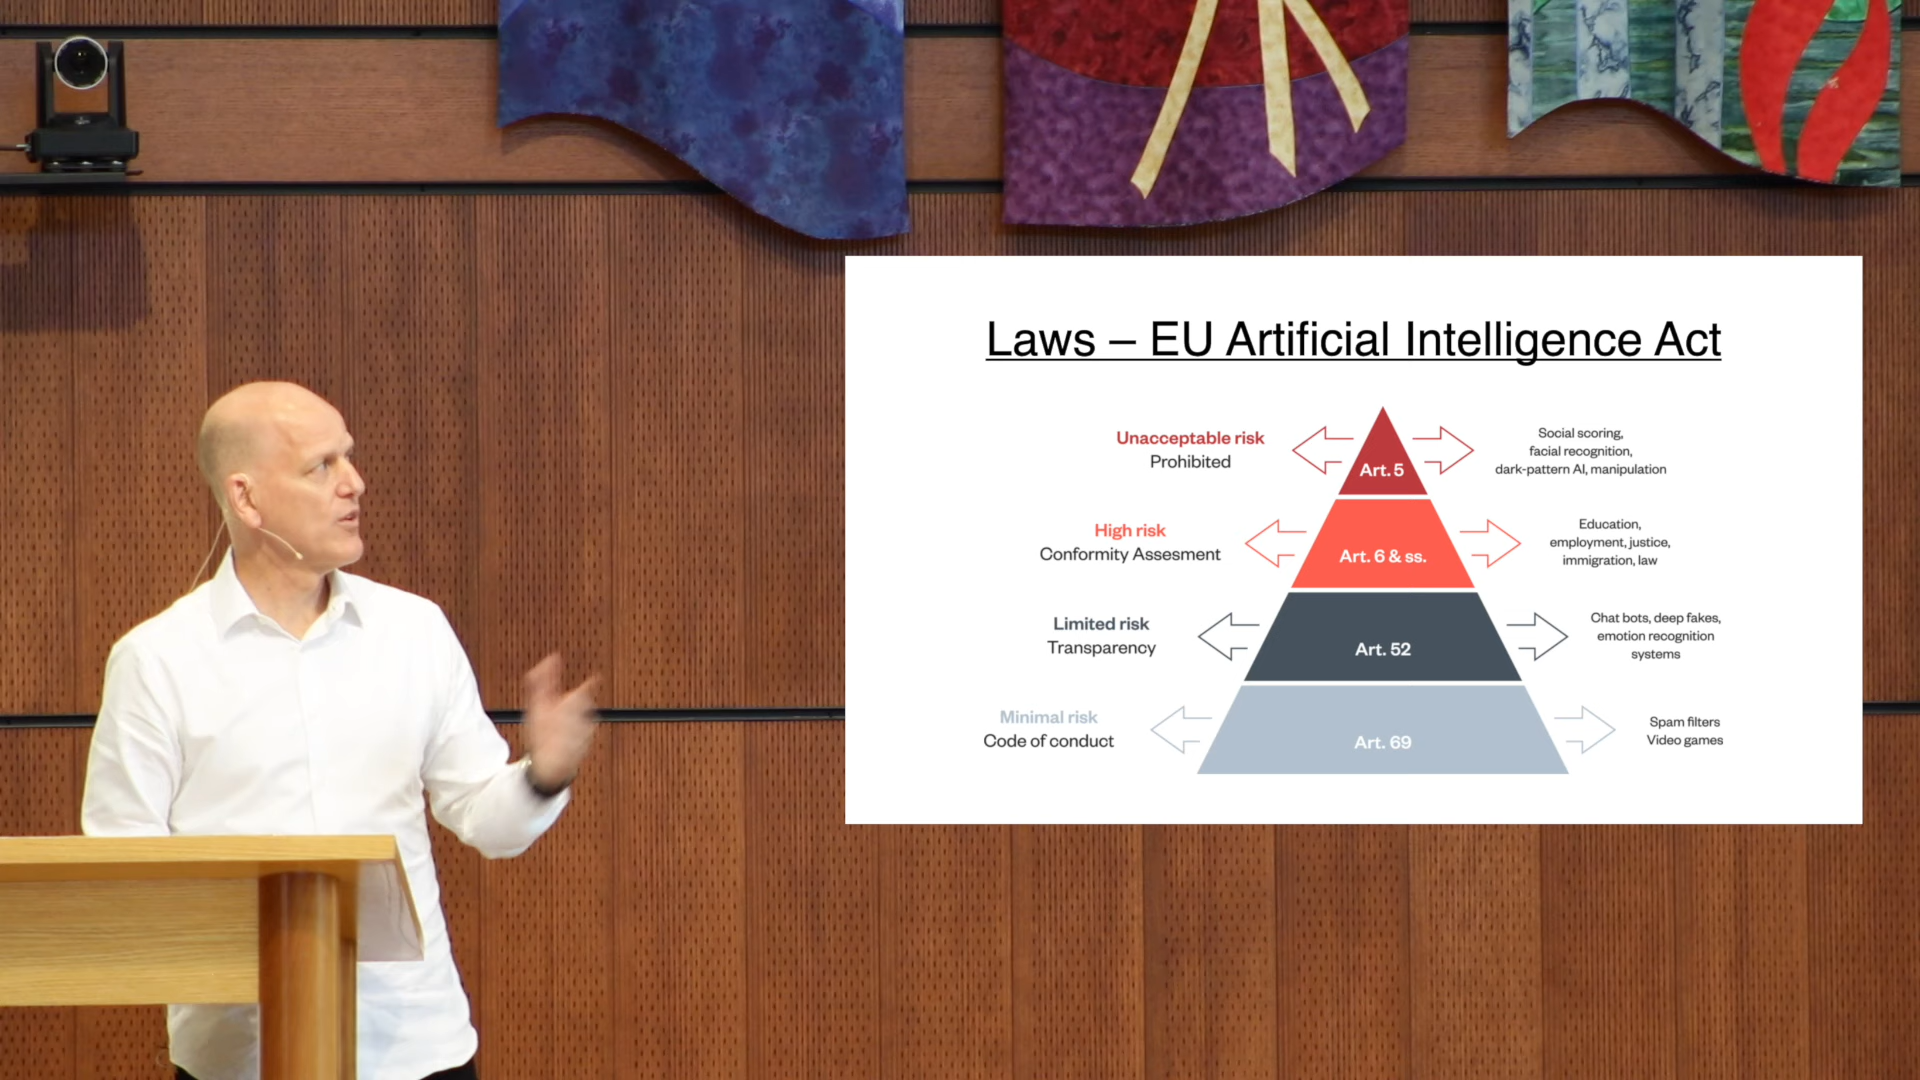 Laws – EU Artificial Intelligence Act
Unacceptable risk
Prohibited
Art. 5
Social scoring,
facial recognition,
dark-pattern AI, manipulation
High risk
Conformity Assesment
Art. 6 & ss.
Education,
employment, justice,
immigration, law
Limited risk
Transparency
Art. 52
Chat bots, deep fakes,
emotion recognition
systems
Minimal risk
Code of conduct
Art. 69
Spam filters
Video games